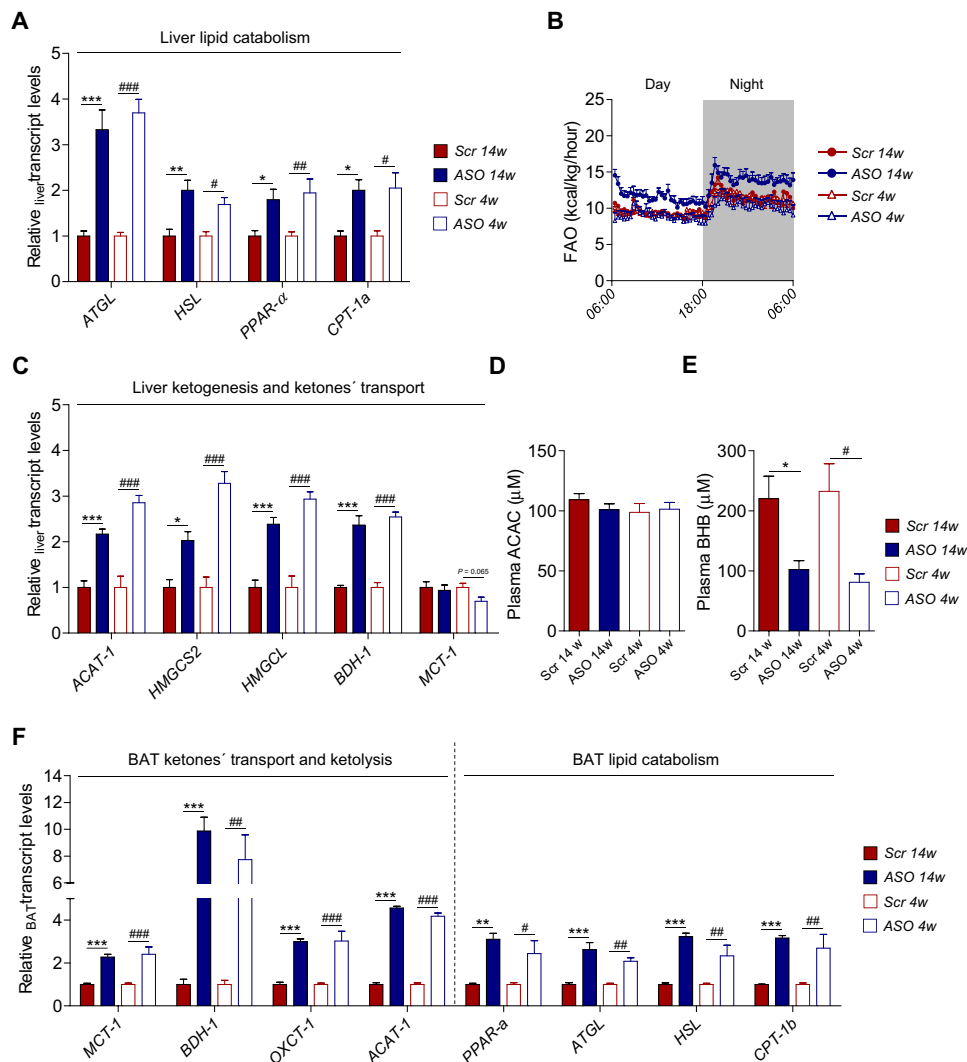 A
Liver lipid catabolism
Relative liver transcript levels
5
4
3
2
1
0
***
###
**
#
*
##
*
#
ATGL
HSL
PPAR-α
CPT-1a
Scr 14w
ASO 14w
Scr 4w
ASO 4w
B
Day
Night
FAO (kcal/kg/hour)
25
20
15
10
5
0
06:00
18:00
06:00
Scr 14w
ASO 14w
Scr 4w
ASO 4w
C
Liver ketogenesis and ketones´ transport
Relative liver transcript levels
5
4
3
2
1
0
***
###
*
###
***
###
***
###
P = 0.065
ACAT-1
HMGCS2
HMGCL
BDH-1
MCT-1
D
Plasma ACAC (μM)
150
100
50
0
Scr 14 w
ASO 14w
Scr 4w
ASO 4w
E
Plasma BHB (μM)
300
200
100
0
*
#
Scr 14 w
ASO 14w
Scr 4w
ASO 4w
Scr 14w
ASO 14w
Scr 4w
ASO 4w
F
BAT ketones´ transport and ketolysis
BAT lipid catabolism
Relative BAT transcript levels
14
12
10
8
6
4
2
0
***
###
***
##
***
###
***
###
**
#
***
##
***
##
***
##
MCT-1
BDH-1
OXCT-1
ACAT-1
PPAR-a
ATGL
HSL
CPT-1b
Scr 14w
ASO 14w
Scr 4w
ASO 4w